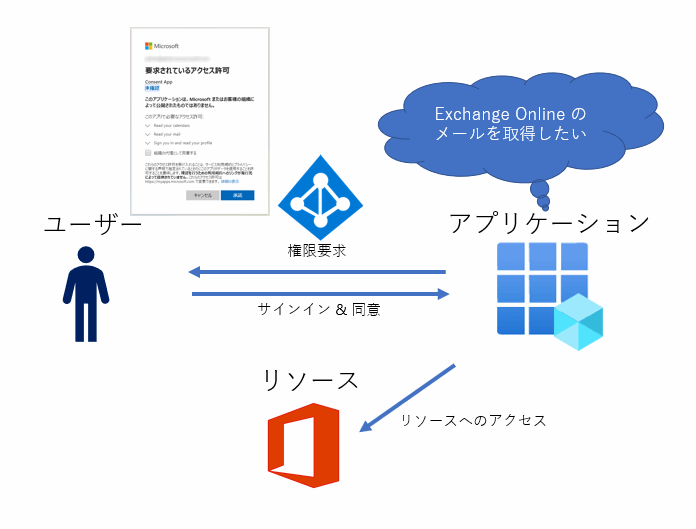 Microsoft
要求されているアクセス許可
Consent App
未確認
このアプリケーションは、Microsoft またはお客様の組織に
よって公開されたものではありません。
このアプリで必要なアクセス許可:
Read your calendars
Read your mail
Sign you in and read your profile
組織の代理として同意する
キャンセル
承諾
Exchange Online の
メールを取得したい
ユーザー
アプリケーション
権限要求
サインイン & 同意
リソース
リソースへのアクセス